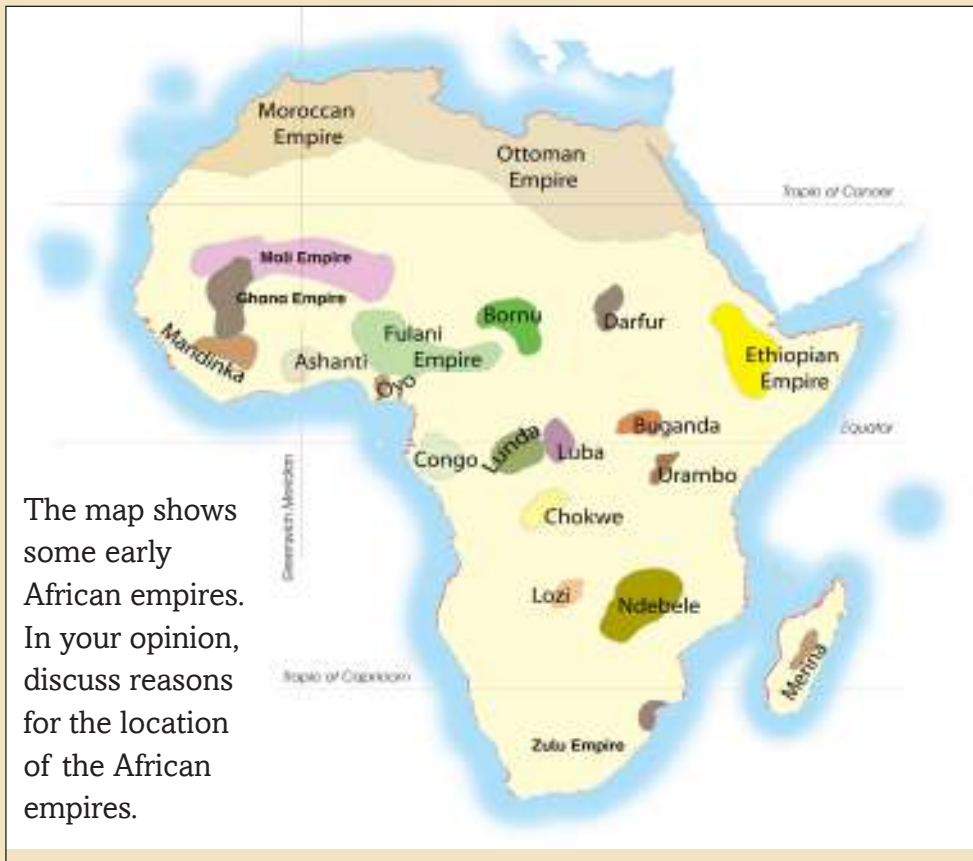 Moroccan
Empire
Ottoman
Empire
Tropic of Cancer
Mali Empire
Ghana Empire
Bornu
Darfur
Fulani
Empire
Mandinka
Ashanti
Oyo
Ethiopian
Empire
Buganda
Equator
Congo
Lunda
Luba
Urambo
Greenwich Meridian
Chokwe
Lozi
Ndebele
Merina
Tropic of Capricorn
Zulu Empire
The map shows
some early
African empires.
In your opinion,
discuss reasons
for the location
of the African
empires.